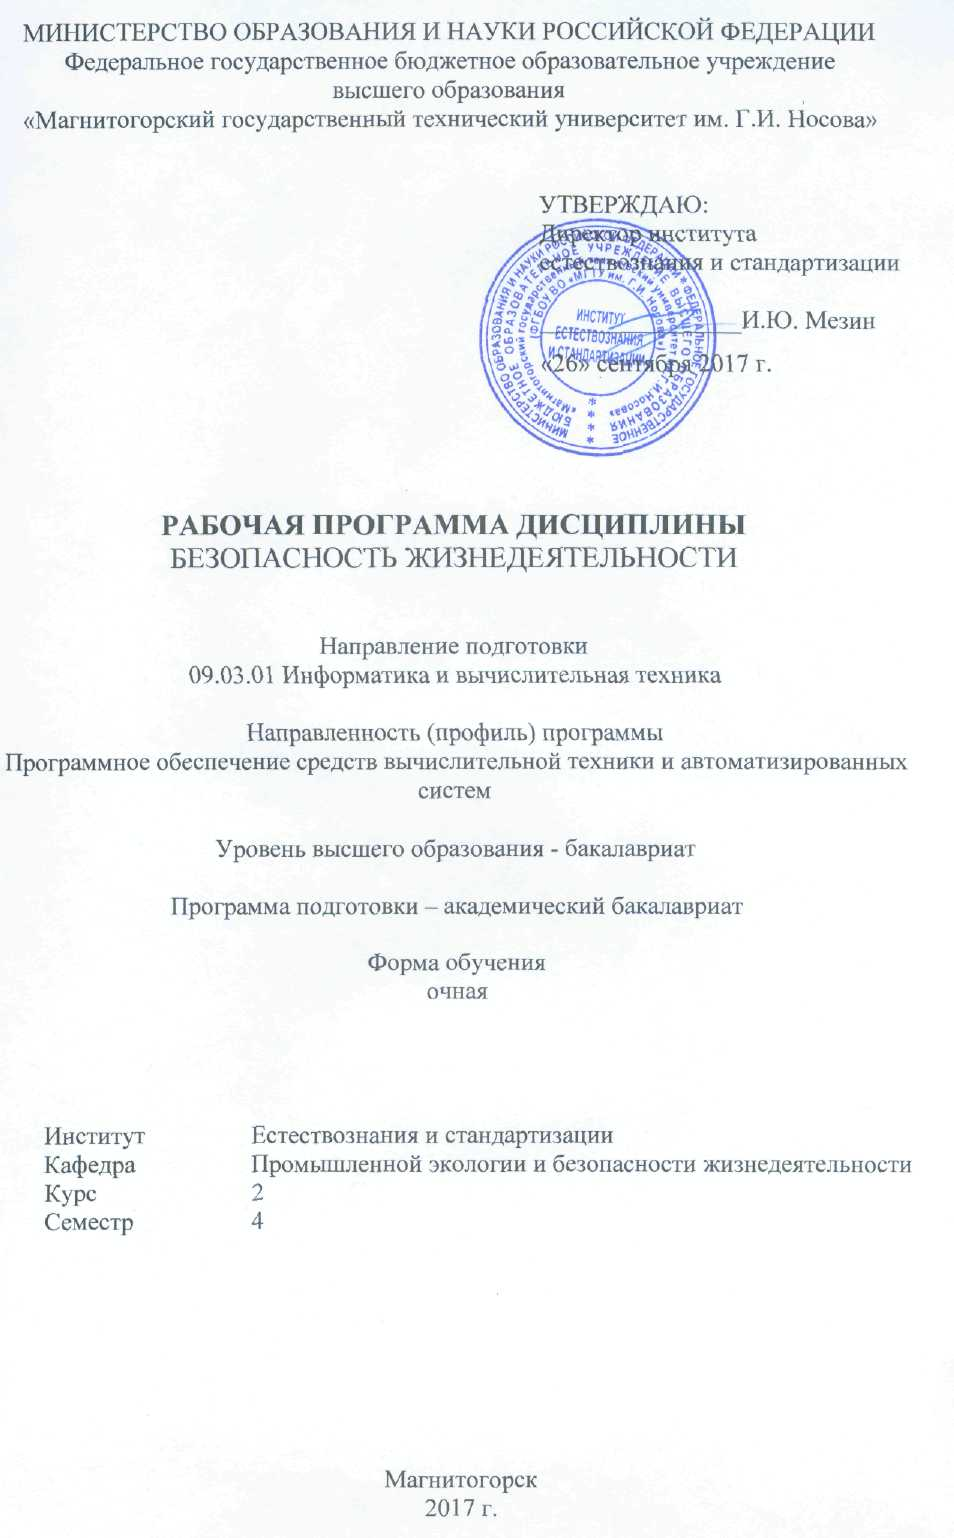 МИНИСТЕРСТВО ОБРАЗОВАНИЯ И НАУКИ РОССИЙСКОЙ ФЕДЕРАЦИИ
Федеральное государственное бюджетное образовательное учреждение
высшего образования
«Магнитогорский государственный технический университет им. Г.И. Носова»
УТВЕРЖДАЮ:
Директор института
естествознания и стандартизации
И.Ю. Мезин
«26» сентября 2017 г.
ИНСТИТУТ
ЕСТЕСТВОЗНАНИЯ
И СТАНДАРТИЗАЦИИ
РАБОЧАЯ ПРОГРАММА ДИСЦИПЛИНЫ
БЕЗОПАСНОСТЬ ЖИЗНЕДЕЯТЕЛЬНОСТИ
Направление подготовки
09.03.01 Информатика и вычислительная техника
Направленность (профиль) программы
Программное обеспечение средств вычислительной техники и автоматизированных
систем
Уровень высшего образования - бакалавриат
Программа подготовки – академический бакалавриат
Форма обучения
очная
Институт Естествознания и стандартизации
Кафедра Промышленной экологии и безопасности жизнедеятельности
Курс 2
Семестр 4
Магнитогорск
2017 г.